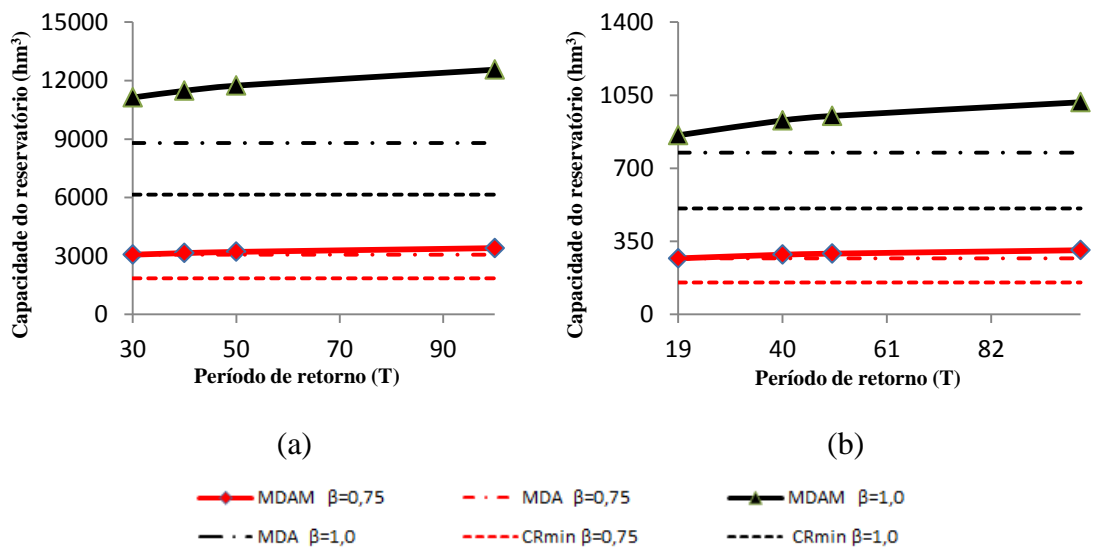 Capacidade do reservatório (hm³)
15000
12000
9000
6000
3000
0
30
50
70
90
Período de retorno (T)
(a)
Capacidade do reservatório (hm³)
1400
1050
700
350
0
19
40
61
82
Período de retorno (T)
(b)
MDAM β=0,75
MDA β=0,75
MDAM β=1,0
MDA β=1,0
CRmin β=0,75
CRmin β=1,0